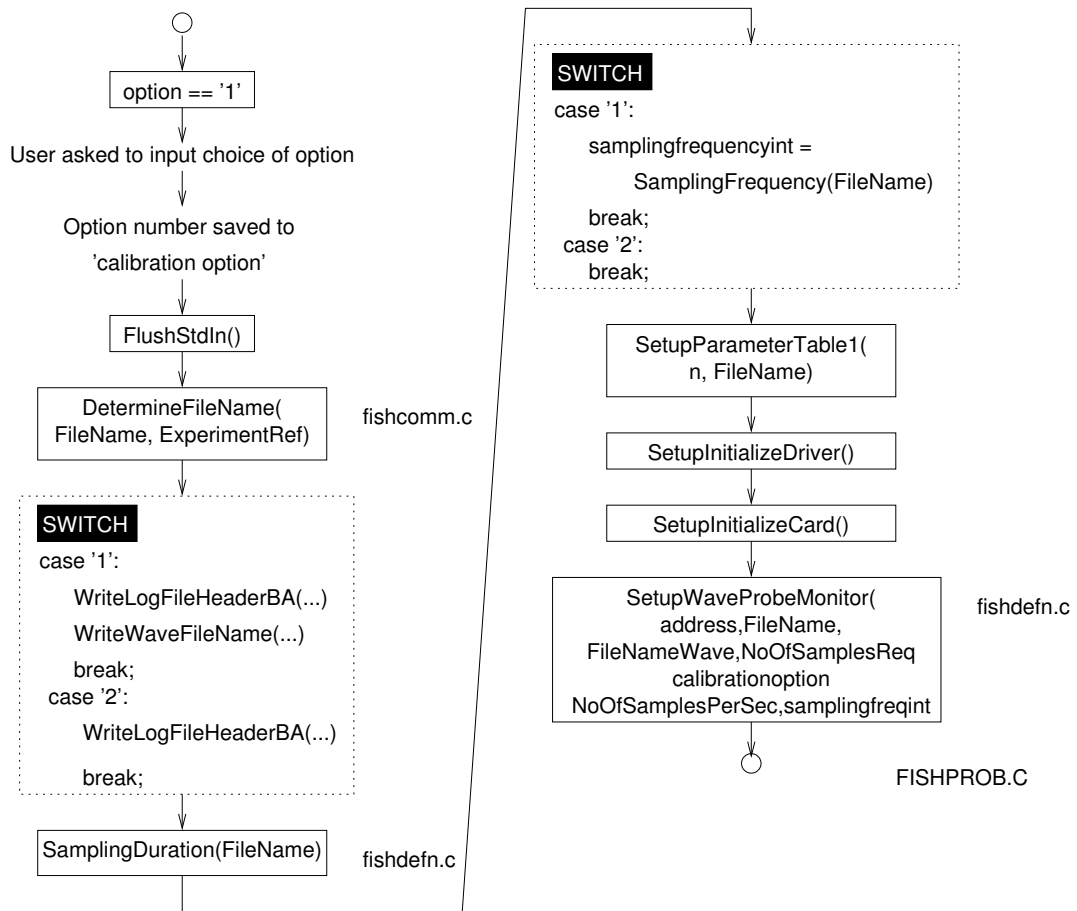 option == '1'
User asked to input choice of option
Option number saved to
'calibration option'
FlushStdIn()
DetermineFileName(
FileName, ExperimentRef)
fishcomm.c
SWITCH
case '1':
WriteLogFileHeaderBA(...)
WriteWaveFileName(...)
break;
case '2':
WriteLogFileHeaderBA(...)
break;
SamplingDuration(FileName)
fishdefn.c
SWITCH
case '1':
samplingfrequencyint =
SamplingFrequency(FileName)
break;
case '2':
break;
SetupParameterTable1(
n, FileName)
SetupInitializeDriver()
SetupInitializeCard()
SetupWaveProbeMonitor(
address,FileName,
FileNameWave,NoOfSamplesReq
calibrationoption
NoOfSamplesPerSec,samplingfreqint
fishdefn.c
FISHPROB.C